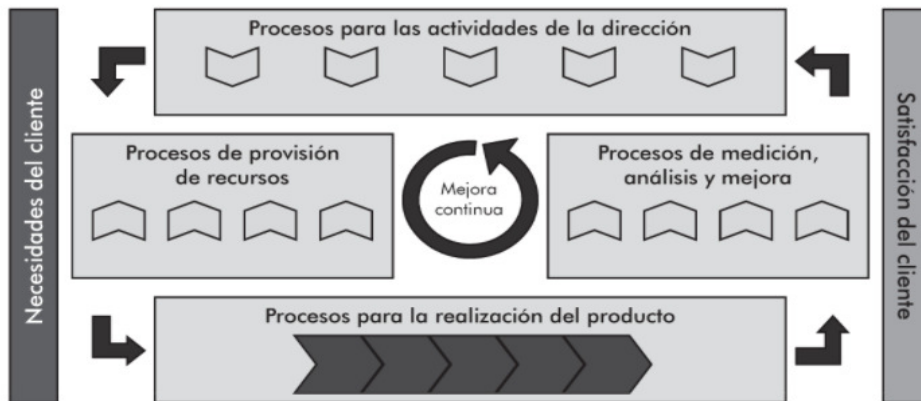 Necesidades del cliente
Procesos para las actividades de la dirección
Procesos de provisión
de recursos
Mejora
continua
Procesos de medición,
análisis y mejora
Procesos para la realización del producto
Satisfacción del cliente